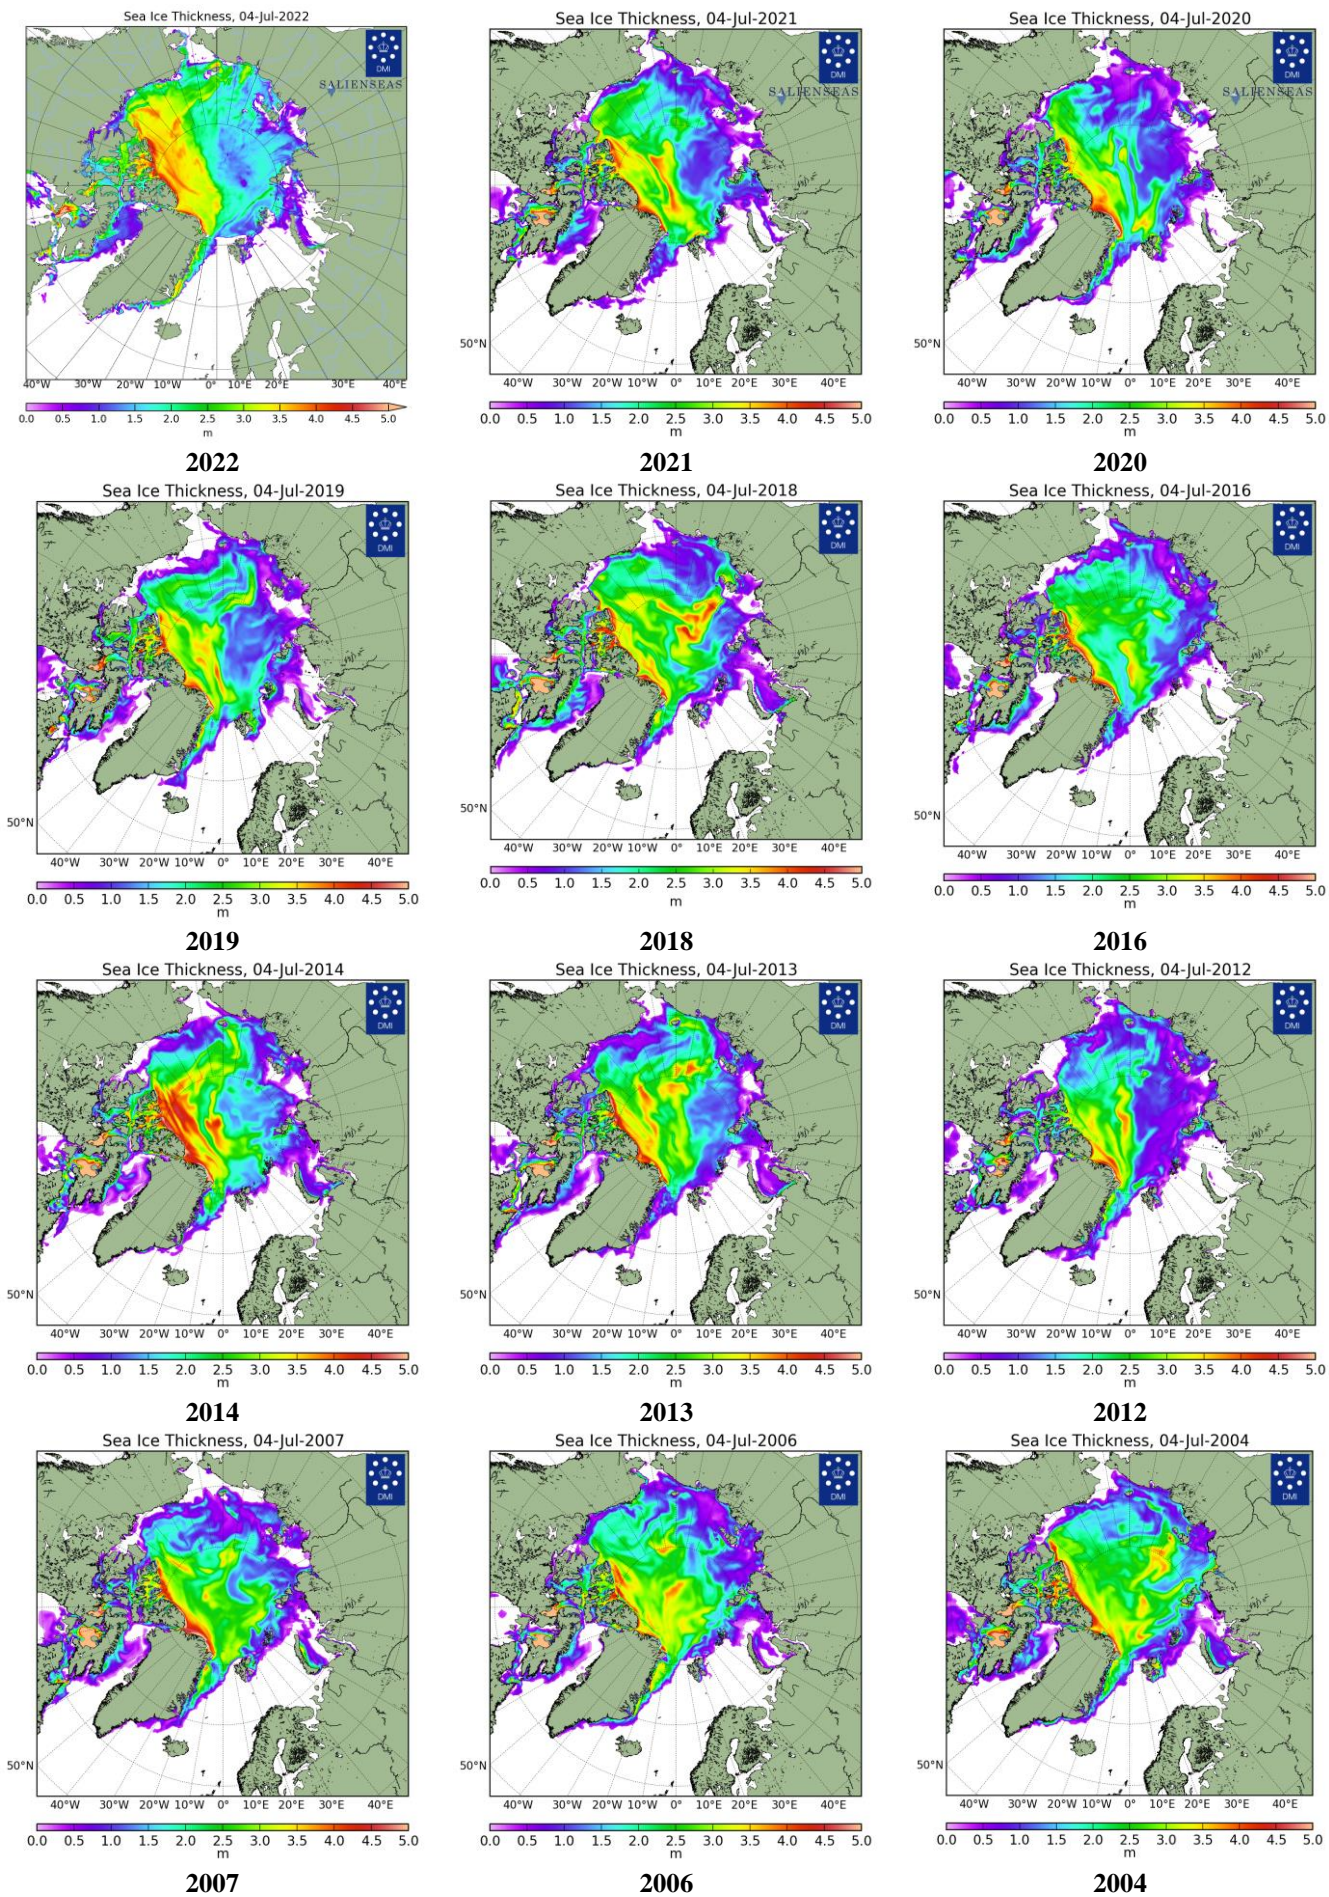 Sea Ice Thickness, 04-Jul-2022
DMI
SALIENSEAS
40°W 30°W 20°W 10°W 0° 10°E 20°E 30°E 40°E
0.0 0.5 1.0 1.5 2.0 2.5 3.0 3.5 4.0 4.5 5.0
m
2022
Sea Ice Thickness, 04-Jul-2021
DMI
SALIENSEAS
50°N
40°W 30°W 20°W 10°W 0° 10°E 20°E 30°E 40°E
0.0 0.5 1.0 1.5 2.0 2.5 3.0 3.5 4.0 4.5 5.0
m
2021
Sea Ice Thickness, 04-Jul-2020
DMI
SALIENSEAS
50°N
40°W 30°W 20°W 10°W 0° 10°E 20°E 30°E 40°E
0.0 0.5 1.0 1.5 2.0 2.5 3.0 3.5 4.0 4.5 5.0
m
2020
Sea Ice Thickness, 04-Jul-2019
DMI
50°N
40°W 30°W 20°W 10°W 0° 10°E 20°E 30°E 40°E
0.0 0.5 1.0 1.5 2.0 2.5 3.0 3.5 4.0 4.5 5.0
m
2019
Sea Ice Thickness, 04-Jul-2018
DMI
50°N
40°W 30°W 20°W 10°W 0° 10°E 20°E 30°E 40°E
0.0 0.5 1.0 1.5 2.0 2.5 3.0 3.5 4.0 4.5 5.0
m
2018
Sea Ice Thickness, 04-Jul-2016
DMI
50°N
40°W 30°W 20°W 10°W 0° 10°E 20°E 30°E 40°E
0.0 0.5 1.0 1.5 2.0 2.5 3.0 3.5 4.0 4.5 5.0
m
2016
Sea Ice Thickness, 04-Jul-2014
DMI
50°N
40°W 30°W 20°W 10°W 0° 10°E 20°E 30°E 40°E
0.0 0.5 1.0 1.5 2.0 2.5 3.0 3.5 4.0 4.5 5.0
m
2014
Sea Ice Thickness, 04-Jul-2013
DMI
50°N
40°W 30°W 20°W 10°W 0° 10°E 20°E 30°E 40°E
0.0 0.5 1.0 1.5 2.0 2.5 3.0 3.5 4.0 4.5 5.0
m
2013
Sea Ice Thickness, 04-Jul-2012
DMI
50°N
40°W 30°W 20°W 10°W 0° 10°E 20°E 30°E 40°E
0.0 0.5 1.0 1.5 2.0 2.5 3.0 3.5 4.0 4.5 5.0
m
2012
Sea Ice Thickness, 04-Jul-2007
DMI
50°N
40°W 30°W 20°W 10°W 0° 10°E 20°E 30°E 40°E
0.0 0.5 1.0 1.5 2.0 2.5 3.0 3.5 4.0 4.5 5.0
m
2007
Sea Ice Thickness, 04-Jul-2006
DMI
50°N
40°W 30°W 20°W 10°W 0° 10°E 20°E 30°E 40°E
0.0 0.5 1.0 1.5 2.0 2.5 3.0 3.5 4.0 4.5 5.0
m
2006
Sea Ice Thickness, 04-Jul-2004
DMI
50°N
40°W 30°W 20°W 10°W 0° 10°E 20°E 30°E 40°E
0.0 0.5 1.0 1.5 2.0 2.5 3.0 3.5 4.0 4.5 5.0
m
2004